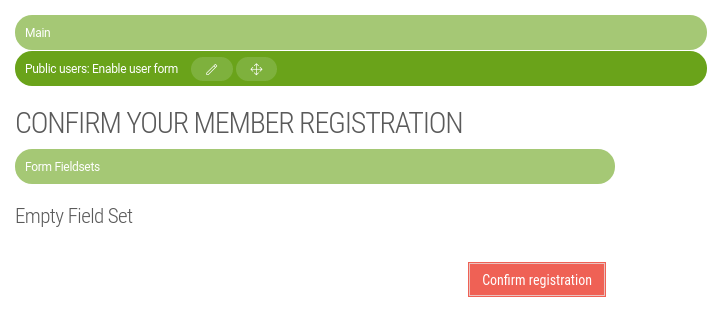 Main
Public users: Enable user form
CONFIRM YOUR MEMBER REGISTRATION
Form Fieldsets
Empty Field Set
Confirm registration